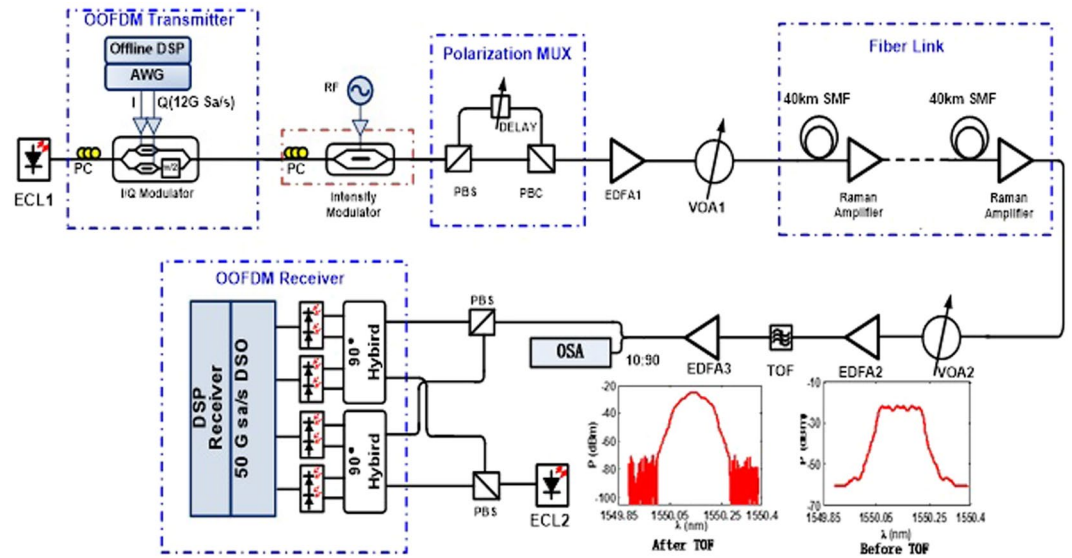 OOFDM Transmitter
Offline DSP
AWG
I
Q(12G Sa/s)
ECL1
PC
π/2
I/Q Modulator
RF
PC
Intensity
Modulator
Polarization MUX
DELAY
PBS
PBC
EDFA1
VOA1
Fiber Link
40km SMF
40km SMF
Raman
Amplifier
Raman
Amplifier
OOFDM Receiver
DSP
Receiver
50 G sa/s DSO
90°
Hybird
90°
Hybird
PBS
PBS
ECL2
OSA
10:90
EDFA3
TOF
EDFA2
VOA2
-20
-40
-60
-80
-100
P (dBm)
1549.85
1550.05
1550.25
1550.4
λ (nm)
After TOF
-10
-30
-50
-70
P (dBm)
1549.85
1550.05
1550.25
1550.4
λ (nm)
Before TOF